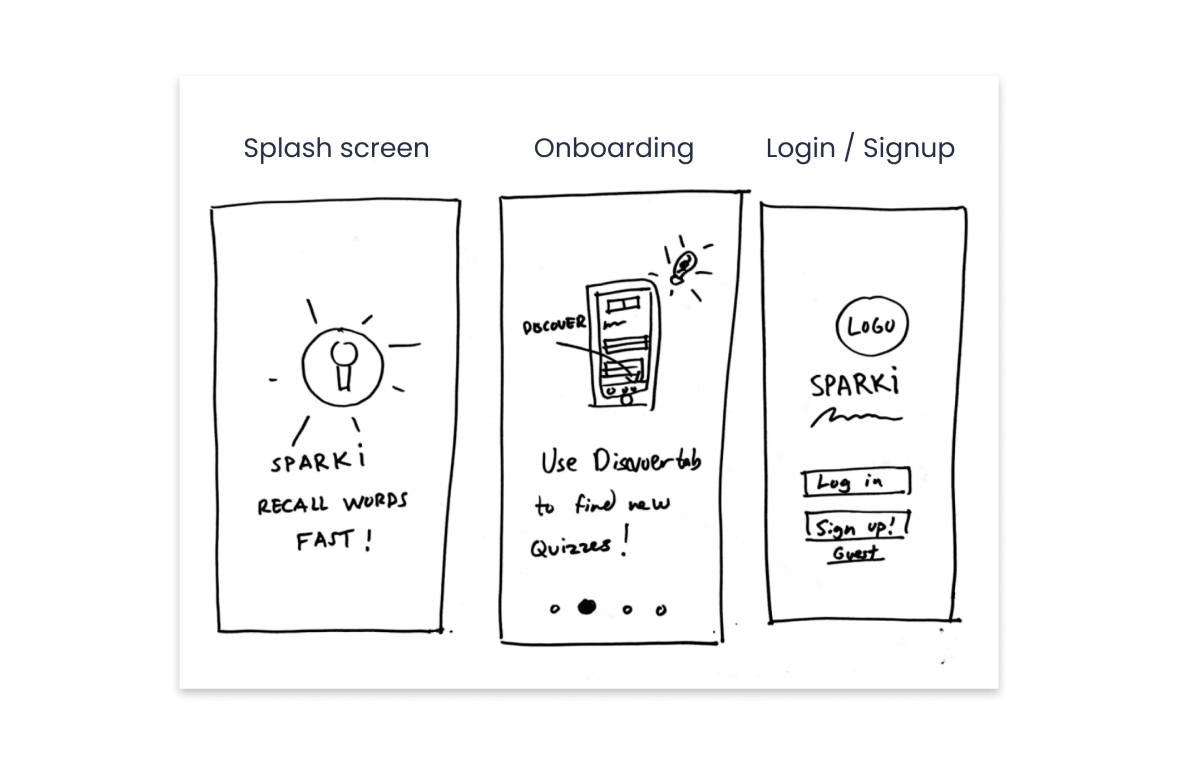 Splash screen
Onboarding
Login / Signup
SPARKi
RECALL WORDS
FAST!
DISCOVER
Use Discover tab
to find new
Quizzes!
LOGO
SPARKi
Log in
Sign up!
Guest